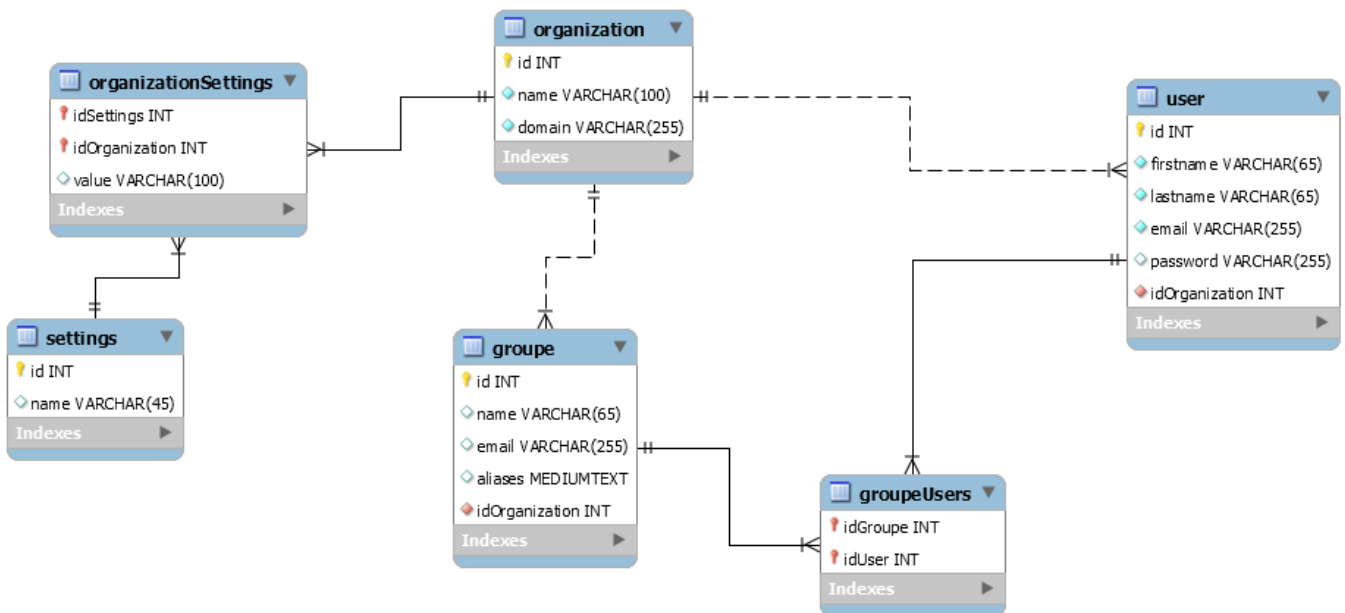 organization
id INT
name VARCHAR(100)
domain VARCHAR(255)
Indexes
organizationSettings
idSettings INT
idOrganization INT
value VARCHAR(100)
Indexes
user
id INT
firstname VARCHAR(65)
lastname VARCHAR(65)
email VARCHAR(255)
password VARCHAR(255)
idOrganization INT
Indexes
settings
id INT
name VARCHAR(45)
Indexes
groupe
id INT
name VARCHAR(65)
email VARCHAR(255)
aliases MEDIUMTEXT
idOrganization INT
Indexes
groupeUsers
idGroupe INT
idUser INT
Indexes